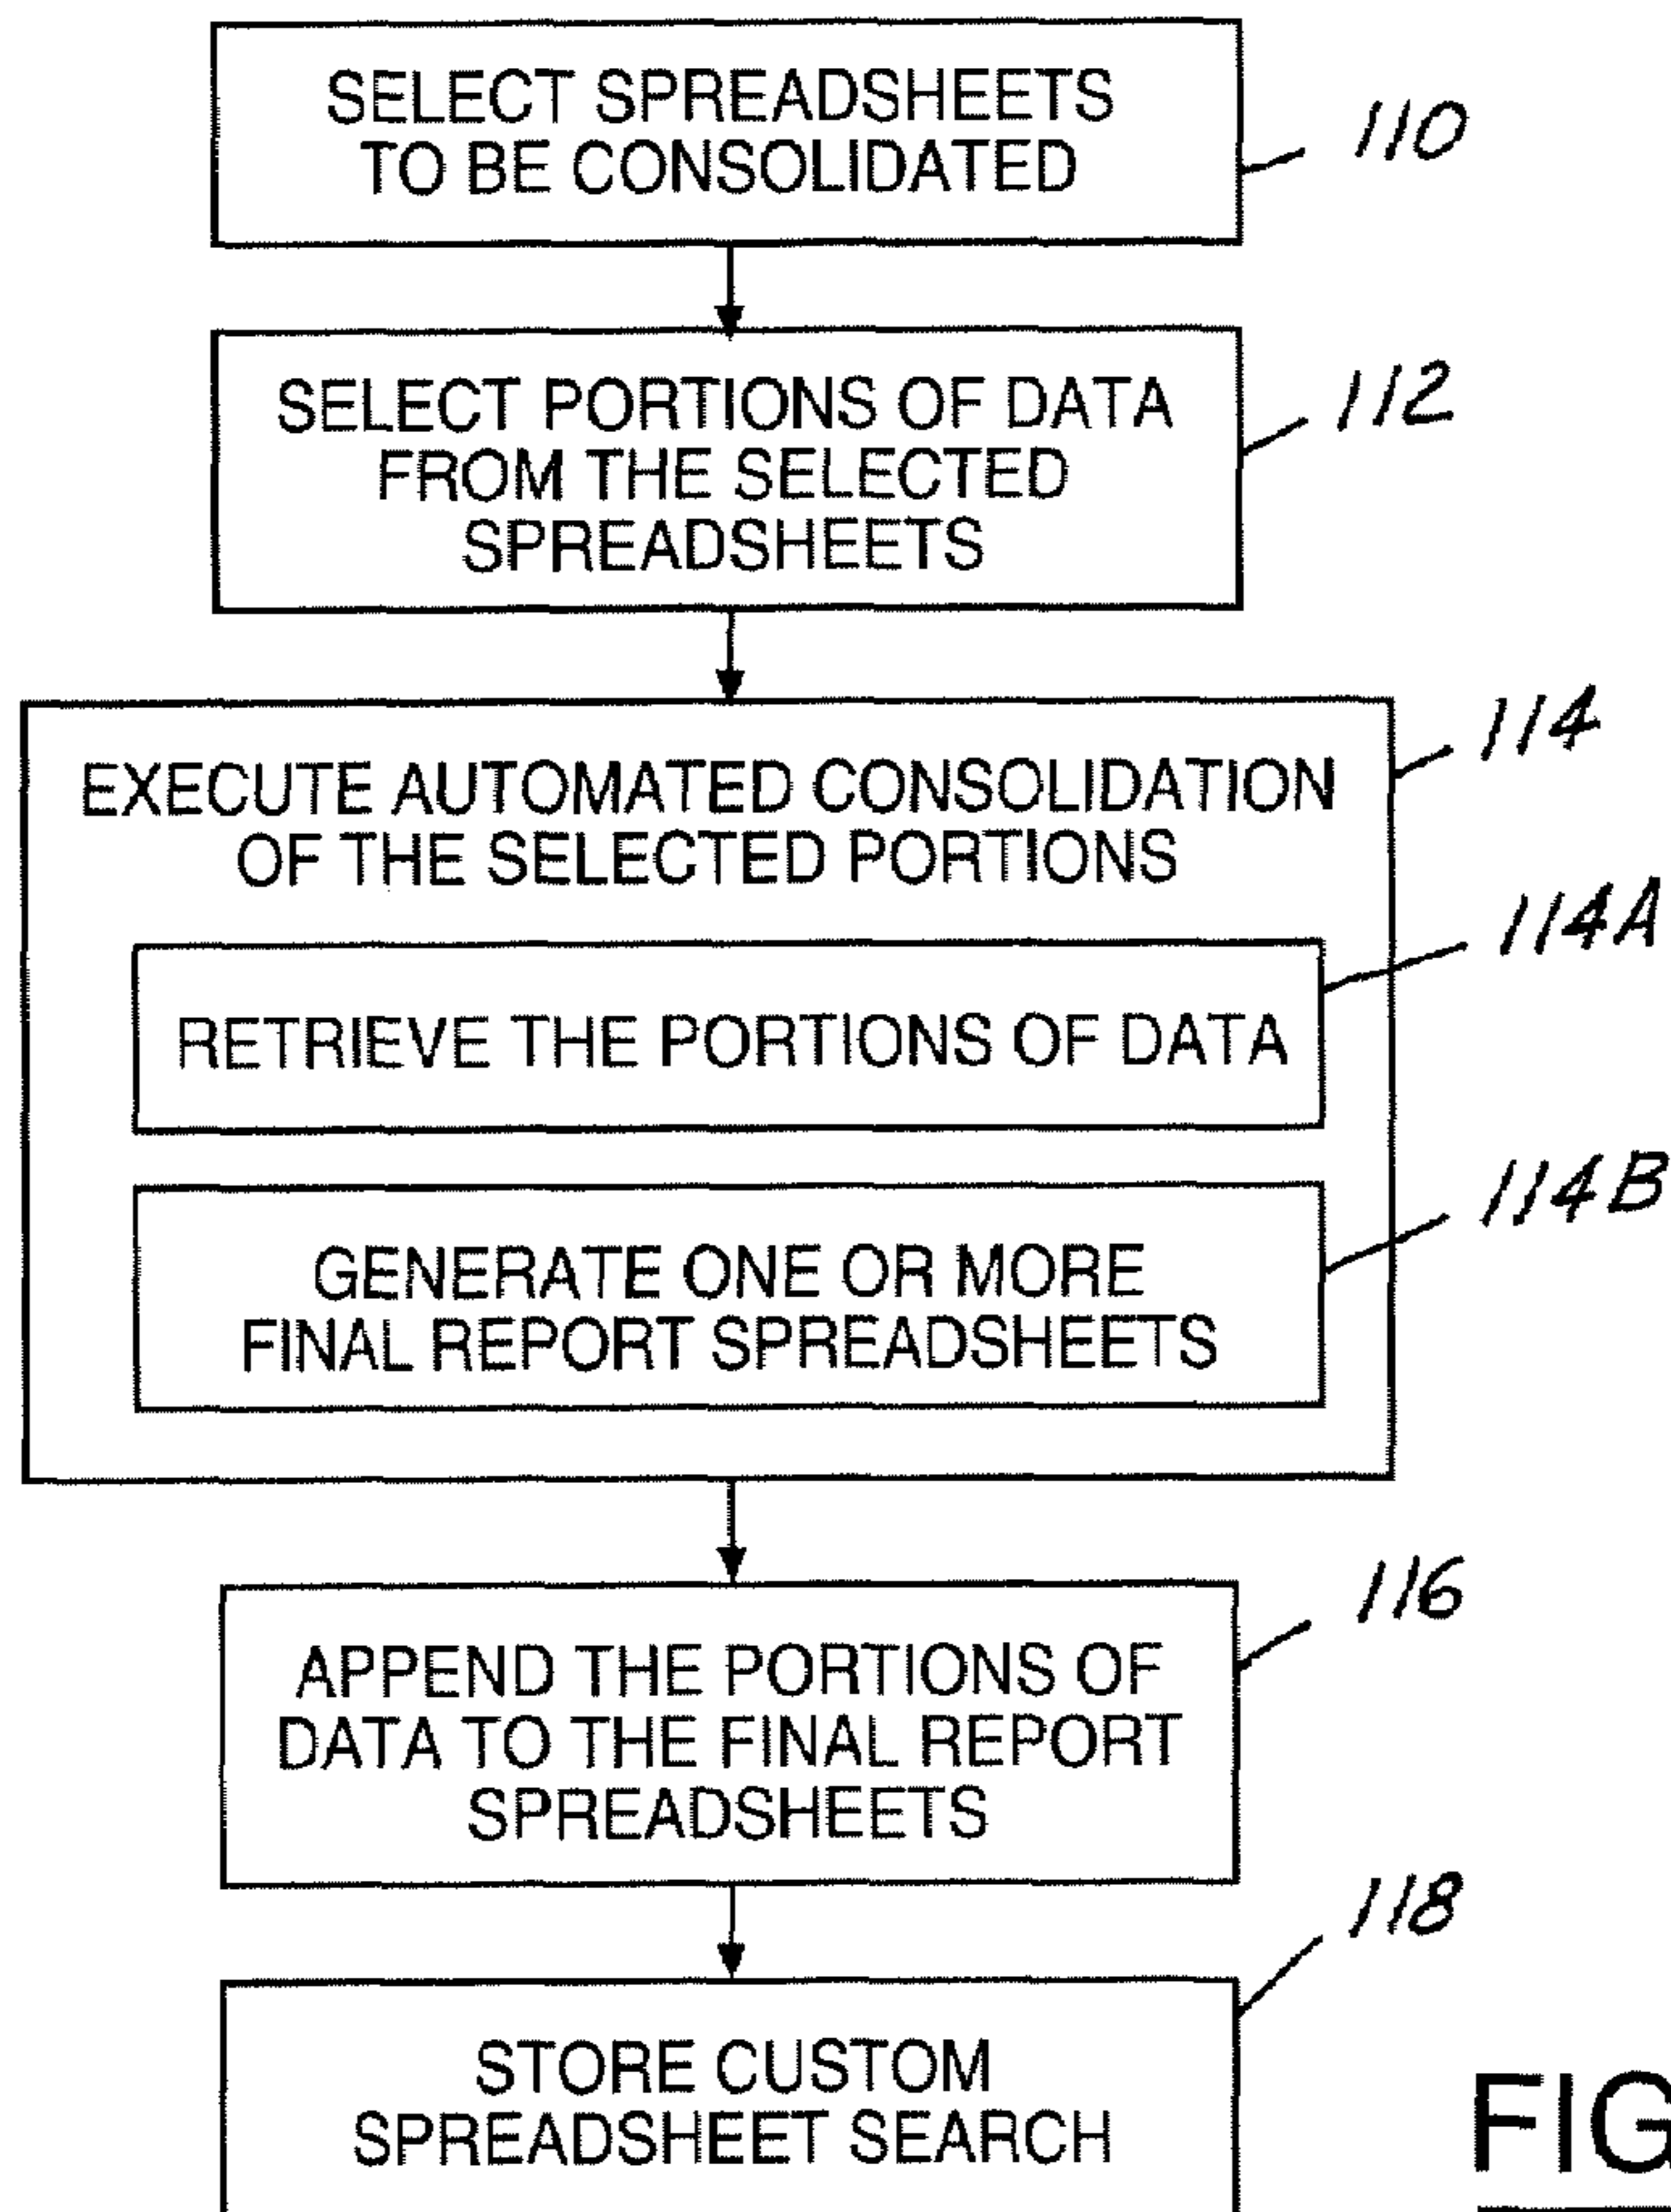 SELECT SPREADSHEETS
TO BE CONSOLIDATED
110
SELECT PORTIONS OF DATA
FROM THE SELECTED
SPREADSHEETS
112
EXECUTE AUTOMATED CONSOLIDATION
OF THE SELECTED PORTIONS
114
RETRIEVE THE PORTIONS OF DATA
114A
GENERATE ONE OR MORE
FINAL REPORT SPREADSHEETS
114B
APPEND THE PORTIONS OF
DATA TO THE FINAL REPORT
SPREADSHEETS
116
STORE CUSTOM
SPREADSHEET SEARCH
118
FIG